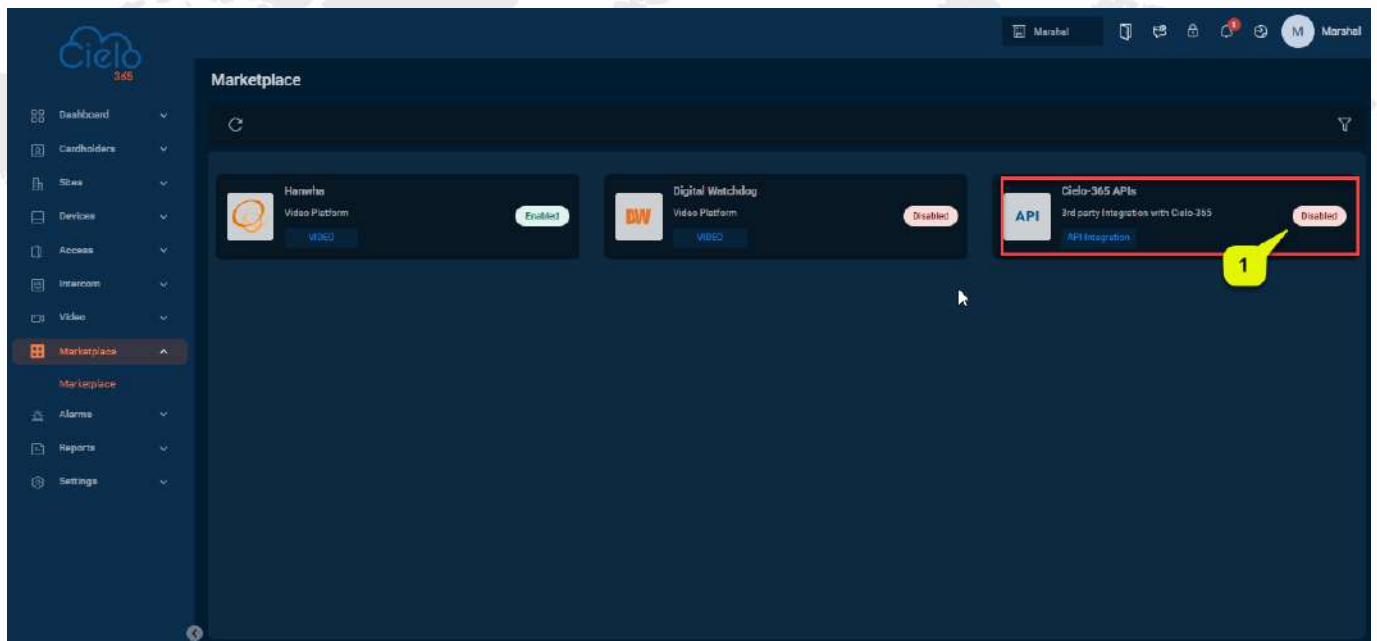 Cielo
365
Marshal
M
Marshal
Marketplace
Dashboard
Cardholders
Sites
Devices
Access
Intercom
Video
Marketplace
Marketplace
Alarms
Reports
Settings
Hanwha
Video Platform
VIDEO
Enabled
DW
Digital Watchdog
Video Platform
VIDEO
Disabled
API
Cielo-365 APIs
3rd party Integration with Cielo-365
API Integration
Disabled
1